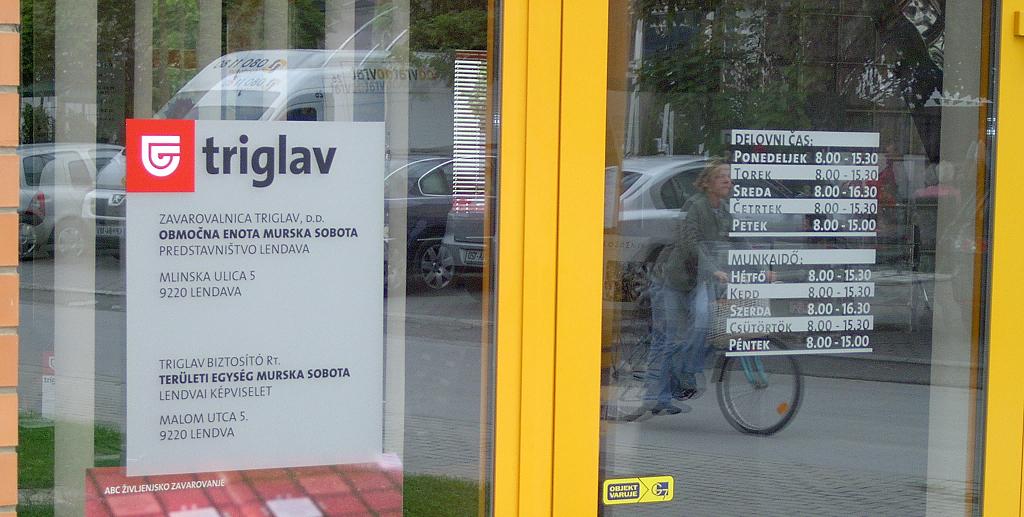 triglav
ZAVAROVALNICA TRIGLAV, D.D.
OBMOČNA ENOTA MURSKA SOBOTA
PREDSTAVNIŠTVO LENDAVA
MLINSKA ULICA 5
9220 LENDAVA
TRIGLAV BIZTOSÍTÓ RT.
TERÜLETI EGYSÉG MURSKA SOBOTA
LENDVAI KÉPVISELET
MALOM UTCA 5.
9220 LENDVA
ABC ŽIVLJENJSKO ZAVAROVANJE
DELOVNI ČAS:
PONEDELJEK 8.00 - 15.30
TOREK 8.00 - 15.30
SREDA 8.00 - 16.30
ČETRTEK 8.00 - 15.30
PETEK 8.00 - 15.00
MUNKAIDŐ:
HÉTFŐ 8.00 - 15.30
KEDD 8.00 - 15.30
SZERDA 8.00 - 16.30
CSÜTÖRTÖK 8.00 - 15.30
PÉNTEK 8.00 - 15.00
OBJEKT
VARUJE